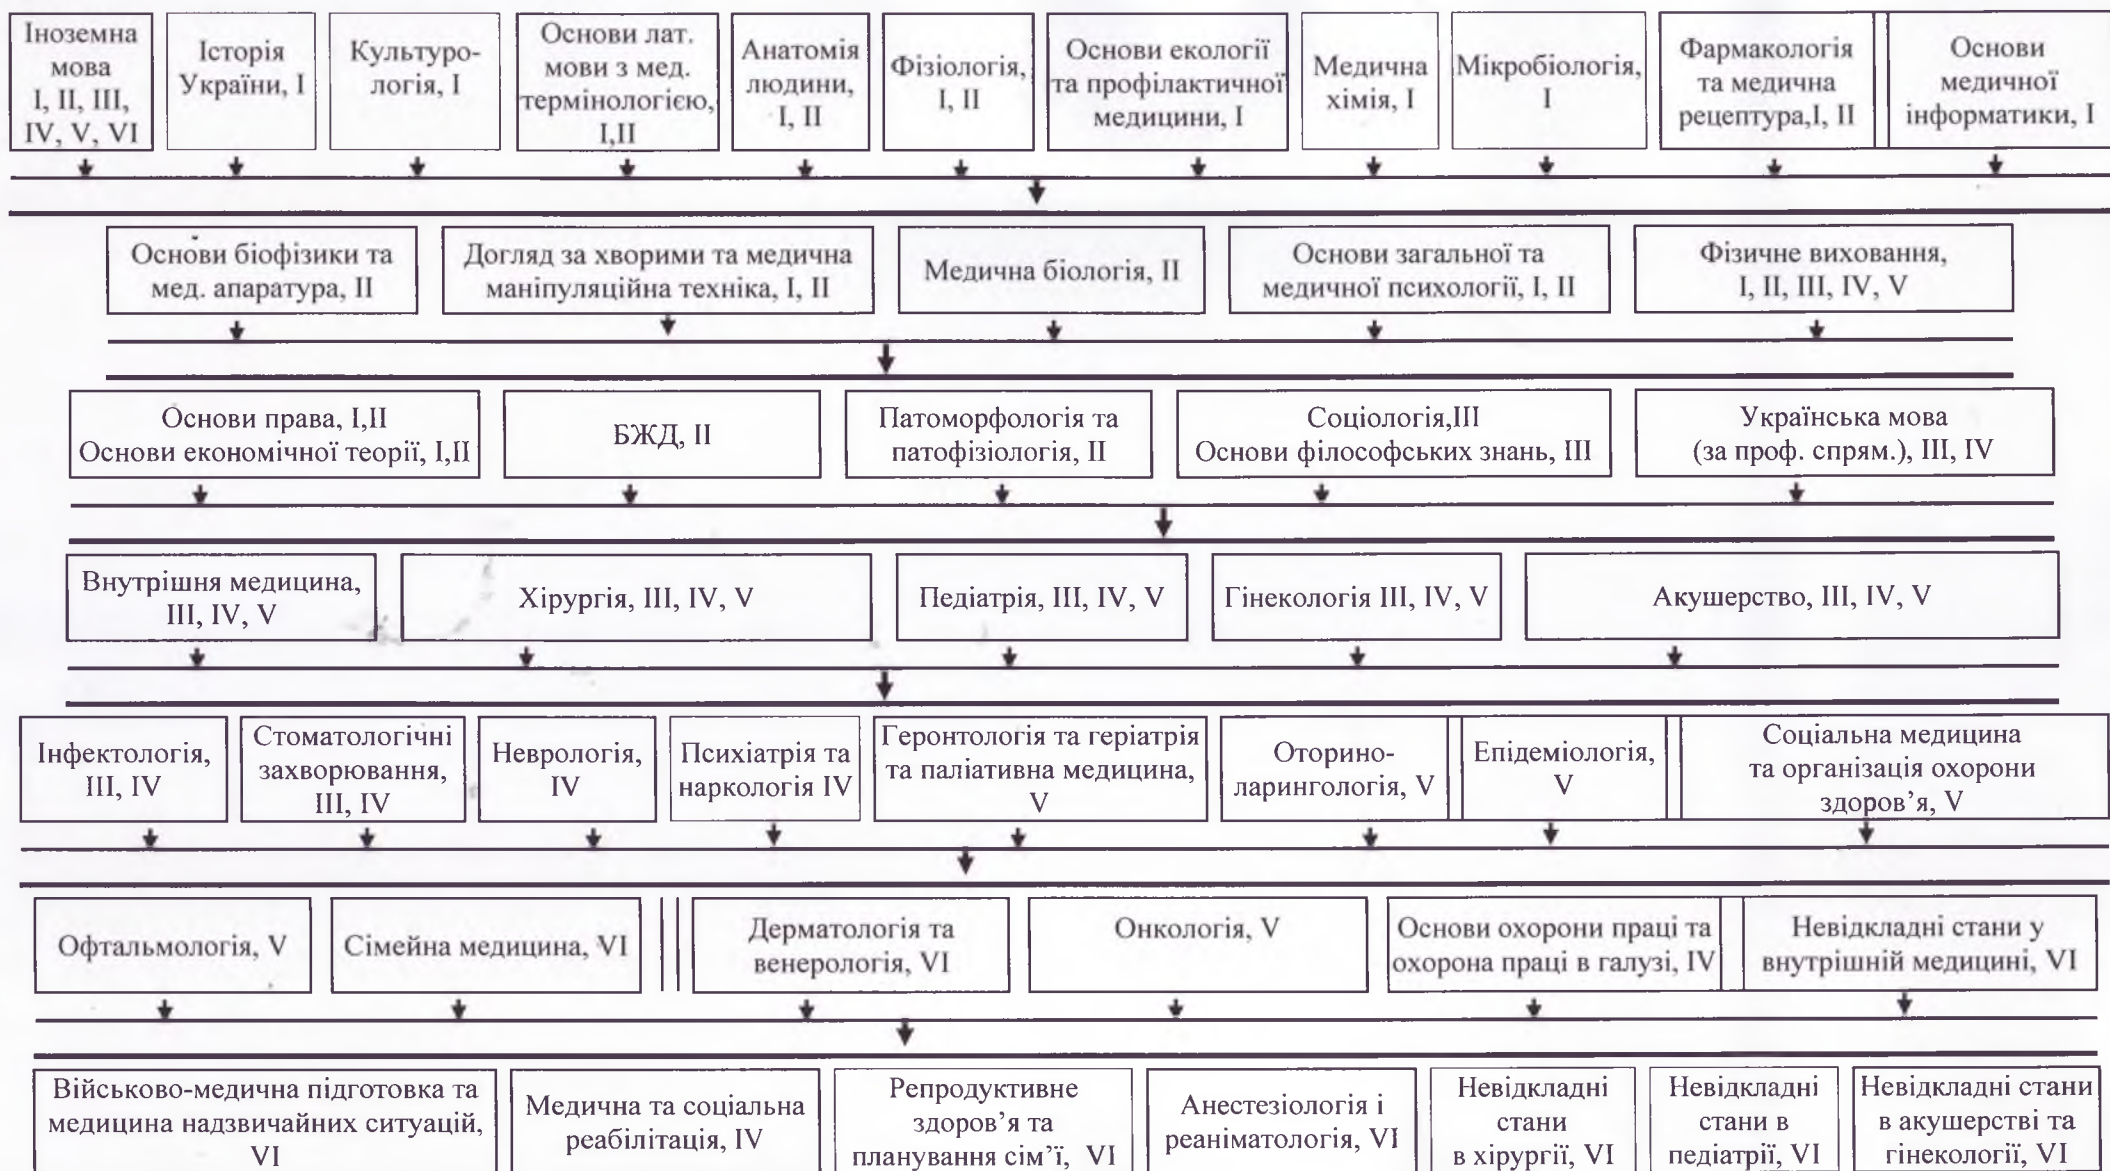 Іноземна
мова
I, II, III,
IV, V, VI
Історія
України, I
Культуро-
логія, I
Основи лат.
мови з мед.
термінологією,
I,II
Анатомія
людини,
I, II
Фізіологія,
I, II
Основи екології
та профілактичної
медицини, I
Медична
хімія, I
Мікробіологія,
I
Фармакологія
та медична
рецептура,I, II
Основи
медичної
інформатики, I
Основи біофізики та
мед. апаратура, II
Догляд за хворими та медична
маніпуляційна техніка, I, II
Медична біологія, II
Основи загальної та
медичної психології, I, II
Фізичне виховання,
I, II, III, IV, V
Основи права, I,II
Основи економічної теорії, I,II
БЖД, II
Патоморфологія та
патофізіологія, II
Соціологія,III
Основи філософських знань, III
Українська мова
(за проф. спрям.), III, IV
Внутрішня медицина,
III, IV, V
Хірургія, III, IV, V
Педіатрія, III, IV, V
Гінекологія III, IV, V
Акушерство, III, IV, V
Інфектологія,
III, IV
Стоматологічні
захворювання,
III, IV
Неврологія,
IV
Психіатрія та
наркологія IV
Геронтологія та геріатрія
та паліативна медицина,
V
Оторино-
ларингологія, V
Епідеміологія,
V
Соціальна медицина
та організація охорони
здоров’я, V
Офтальмологія, V
Сімейна медицина, VI
Дерматологія та
венерологія, VI
Онкологія, V
Основи охорони праці та
охорона праці в галузі, IV
Невідкладні стани у
внутрішній медицині, VI
Військово-медична підготовка та
медицина надзвичайних ситуацій,
VI
Медична та соціальна
реабілітація, IV
Репродуктивне
здоров’я та
планування сім’ї, VI
Анестезіологія і
реаніматологія, VI
Невідкладні
стани
в хірургії, VI
Невідкладні
стани в
педіатрії, VI
Невідкладні стани
в акушерстві та
гінекології, VI